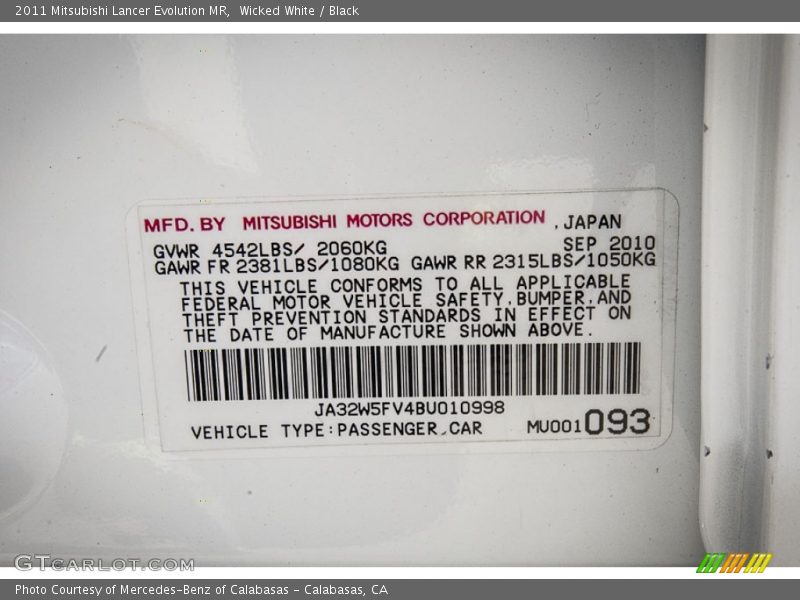 2011 Mitsubishi Lancer Evolution MR,  Wicked White / Black
MFD. BY MITSUBISHI MOTORS CORPORATION , JAPAN
GVWR 4542LBS/ 2060KG SEP 2010
GAWR FR 2381LBS/1080KG GAWR RR 2315LBS/1050KG
THIS VEHICLE CONFORMS TO ALL APPLICABLE
FEDERAL MOTOR VEHICLE SAFETY,BUMPER,AND
THEFT PREVENTION STANDARDS IN EFFECT ON
THE DATE OF MANUFACTURE SHOWN ABOVE.
JA32W5FV4BU010998
VEHICLE TYPE:PASSENGER.CAR MU001093
GTCARLOT.COM
Photo Courtesy of Mercedes-Benz of Calabasas - Calabasas, CA